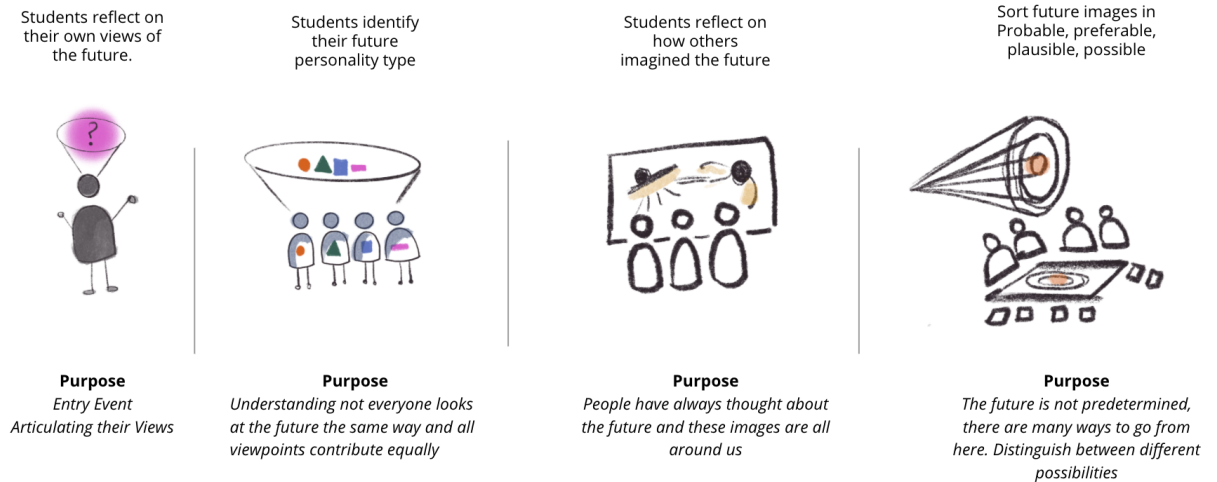 Students reflect on
their own views of
the future.
?
Purpose
Entry Event
Articulating their Views
Students identify
their future
personality type
Purpose
Understanding not everyone looks
at the future the same way and all
viewpoints contribute equally
Students reflect on
how others
imagined the future
Purpose
People have always thought about
the future and these images are all
around us
Sort future images in
Probable, preferable,
plausible, possible
Purpose
The future is not predetermined,
there are many ways to go from
here. Distinguish between different
possibilities